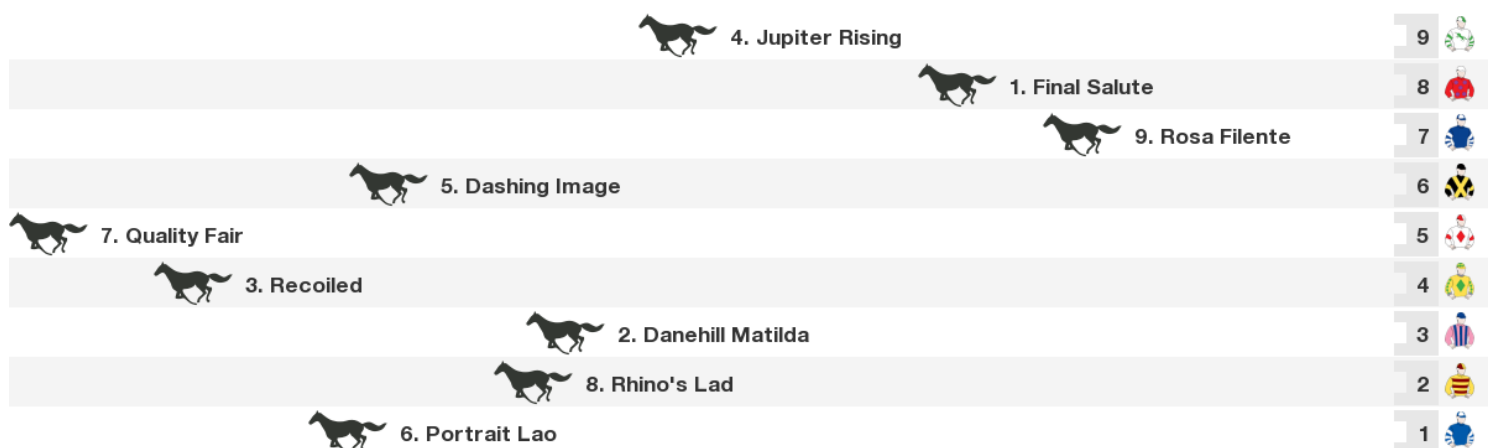 4. Jupiter Rising 9
1. Final Salute 8
9. Rosa Filente 7
5. Dashing Image 6
7. Quality Fair 5
3. Recoiled 4
2. Danehill Matilda 3
8. Rhino's Lad 2
6. Portrait Lao 1